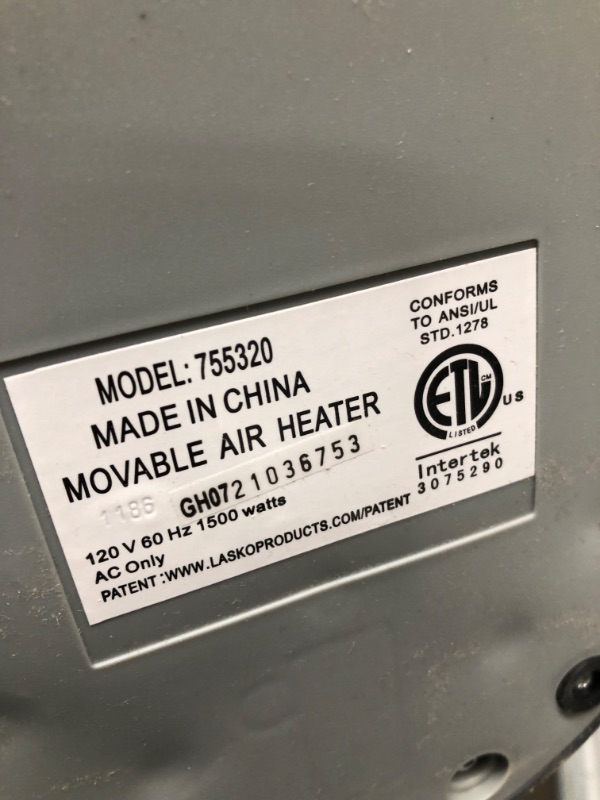 MODEL: 755320
MADE IN CHINA
MOVABLE AIR HEATER
1186 GH0721036753
120 V 60 Hz 1500 watts
AC Only
PATENT :WWW.LASKOPRODUCTS.COM/PATENT
CONFORMS
TO ANSI/UL
STD.1278
ETL CM
LISTED
US
Intertek
3075290